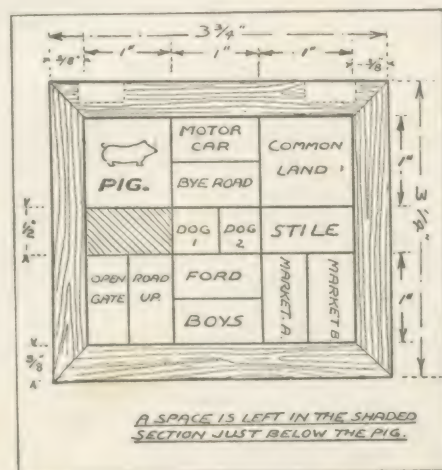 3 3/4"
3/8"
1"
1"
1"
3/8"
MOTOR
CAR
COMMON
LAND
PIG.
BYE ROAD
1"
1/2"
DOG
1
DOG
2
STILE
3 1/4"
OPEN
GATE
ROAD
UP.
FORD
BOYS
MARKET. A.
MARKET B
1"
3/8"
A SPACE IS LEFT IN THE SHADED
SECTION JUST BELOW THE PIG.